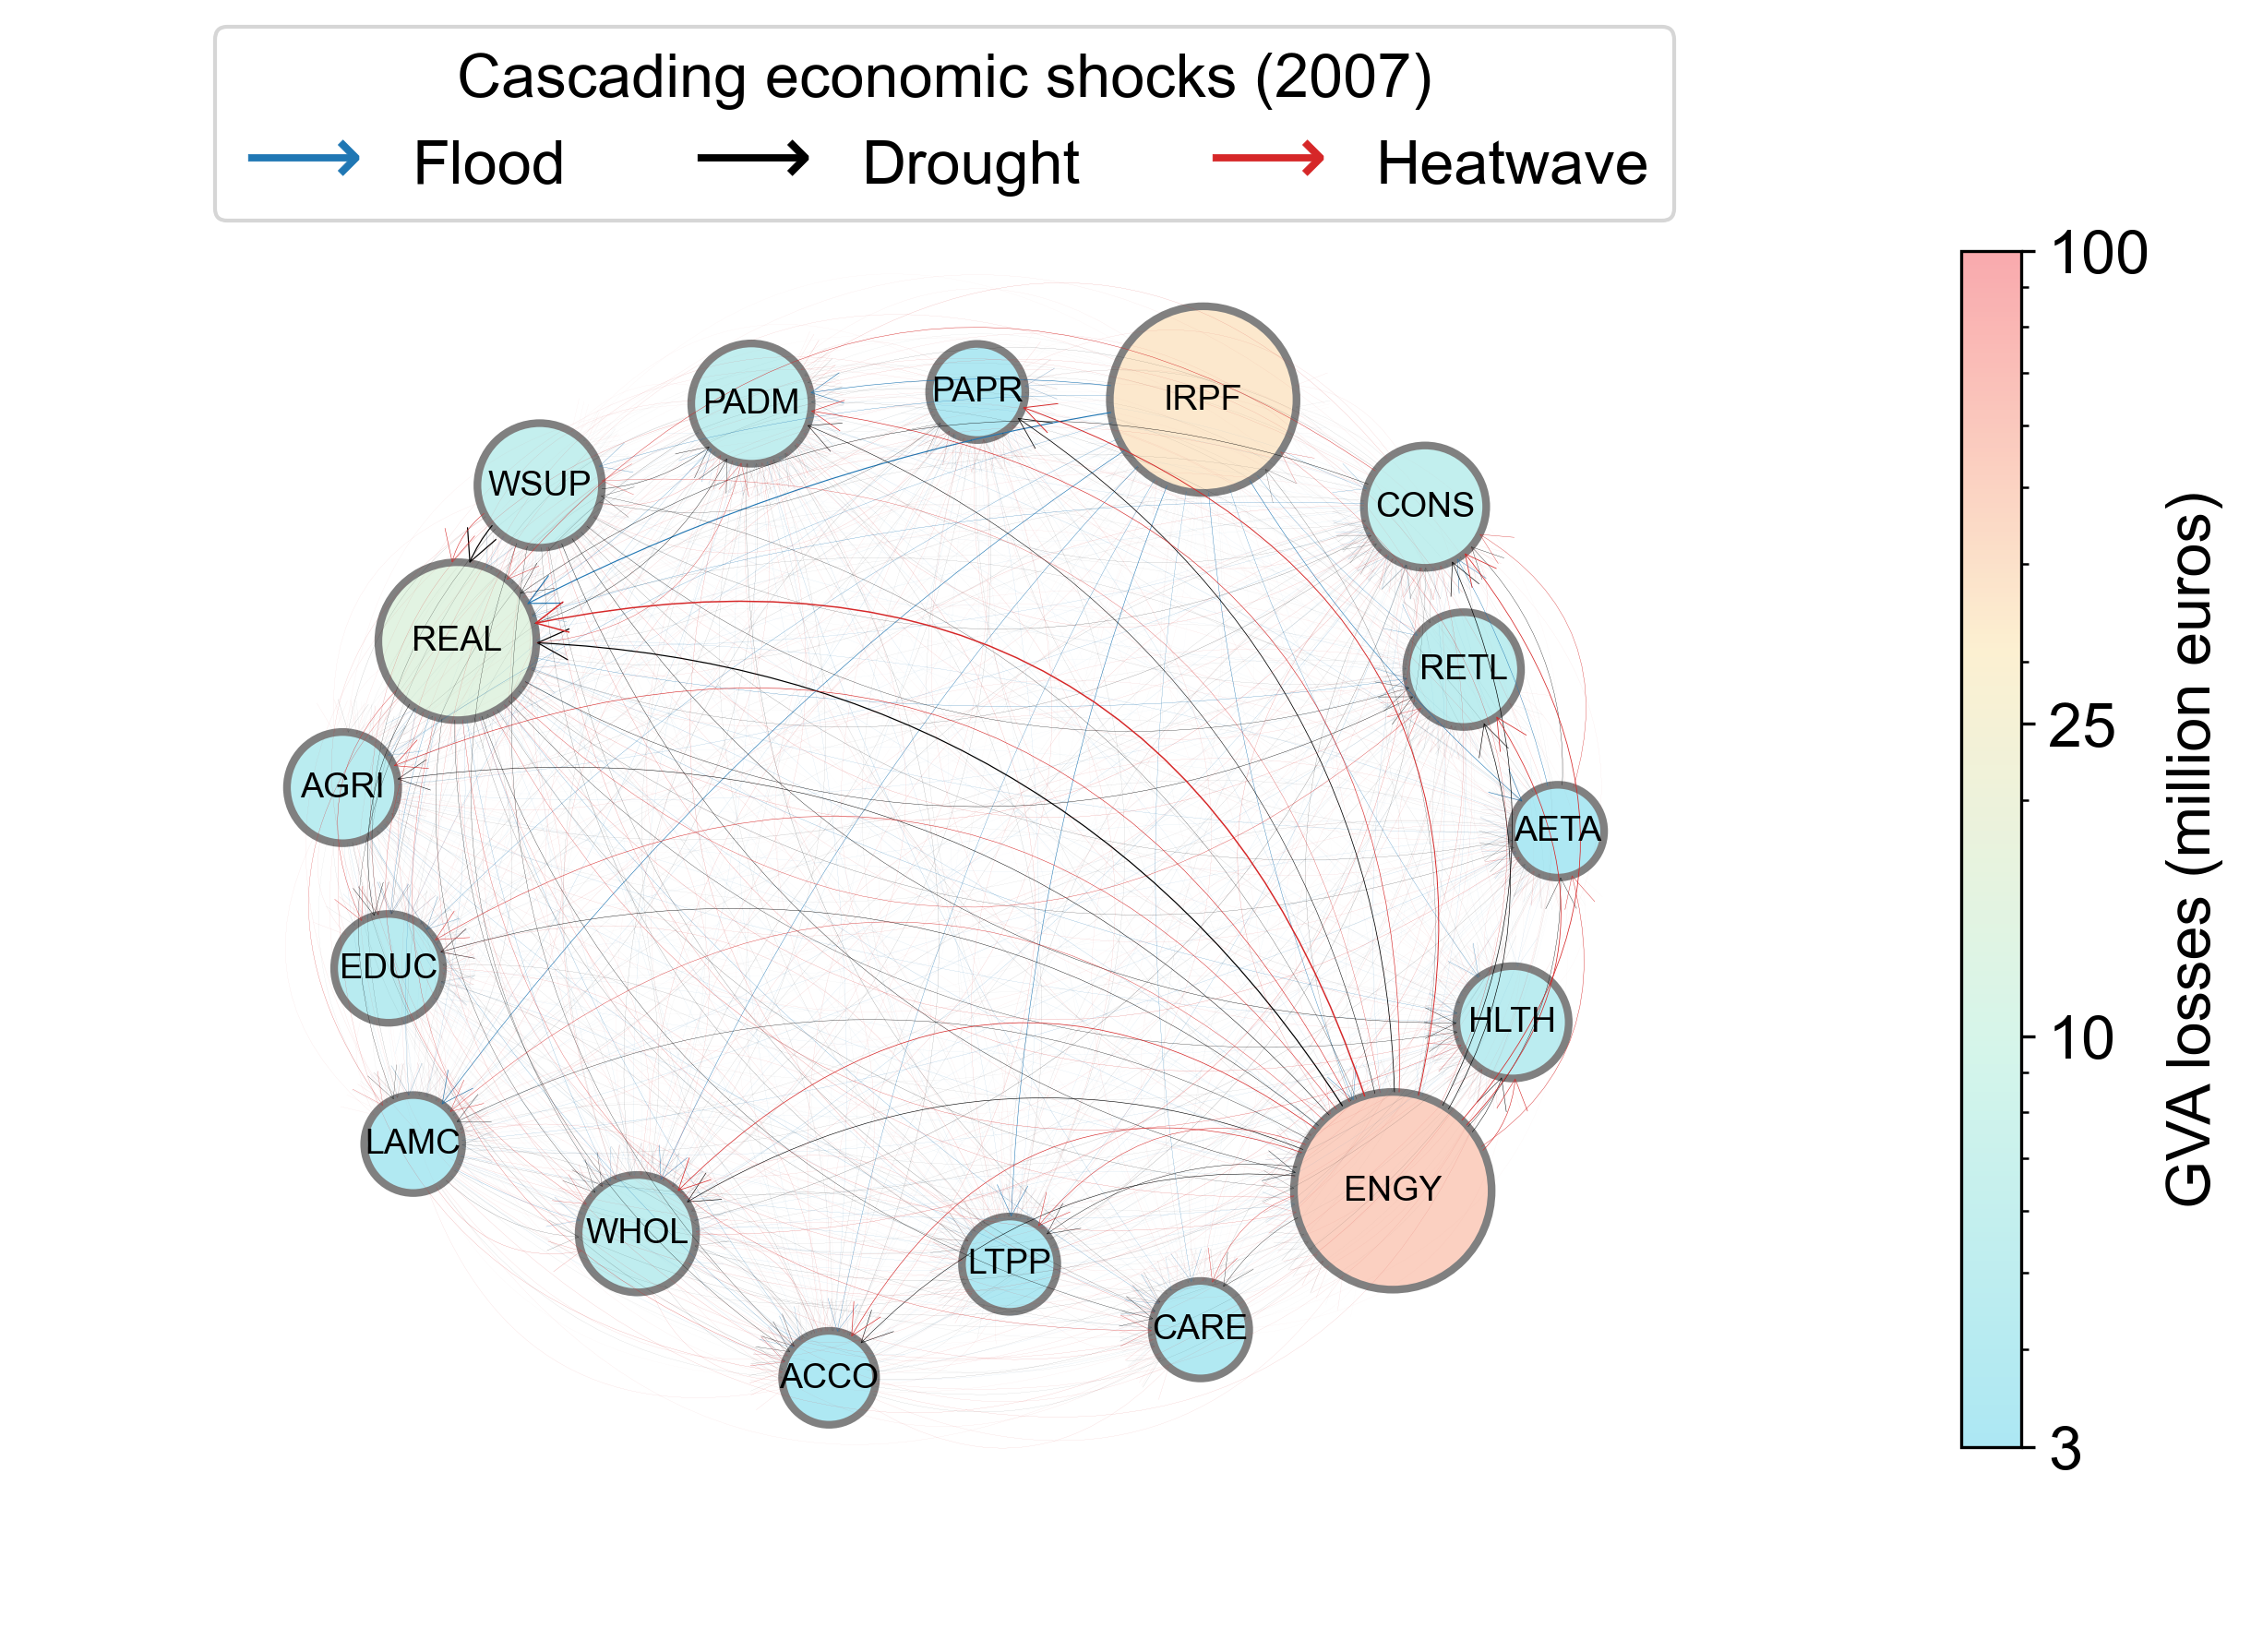 Cascading economic shocks (2007)
Flood Drought Heatwave
PADM
PAPR
IRPF
WSUP
CONS
REAL
RETL
AGRI
AETA
EDUC
HLTH
LAMC
WHOL
LTPP
ENGY
ACCO
CARE
100
25
10
3
GVA losses (million euros)